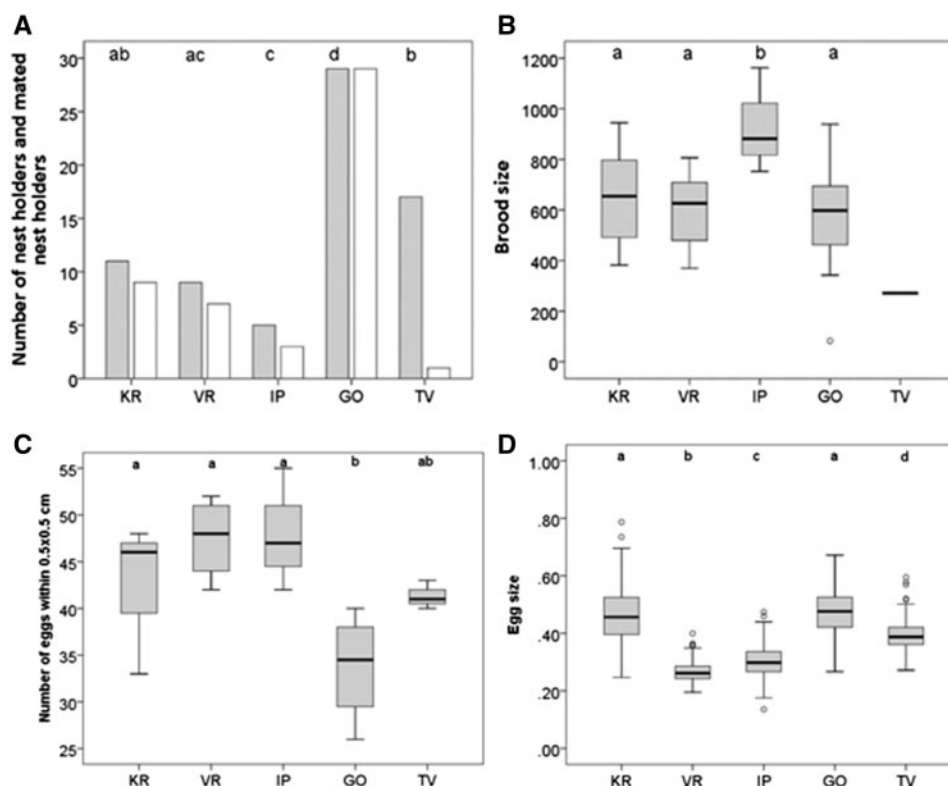 A
Number of nest holders and mated
nest holders
30
20
10
5
0
ab
ac
c
d
b
KR
VR
IP
GO
TV
B
Brood size
1200
1000
800
600
400
200
0
a
a
b
a
KR
VR
IP
GO
TV
C
Number of eggs within 0.5x0.5 cm
55
50
45
40
35
30
25
a
a
a
b
ab
KR
VR
IP
GO
TV
D
Egg size
1.00
.80
.60
.40
.20
.00
a
b
c
a
d
KR
VR
IP
GO
TV